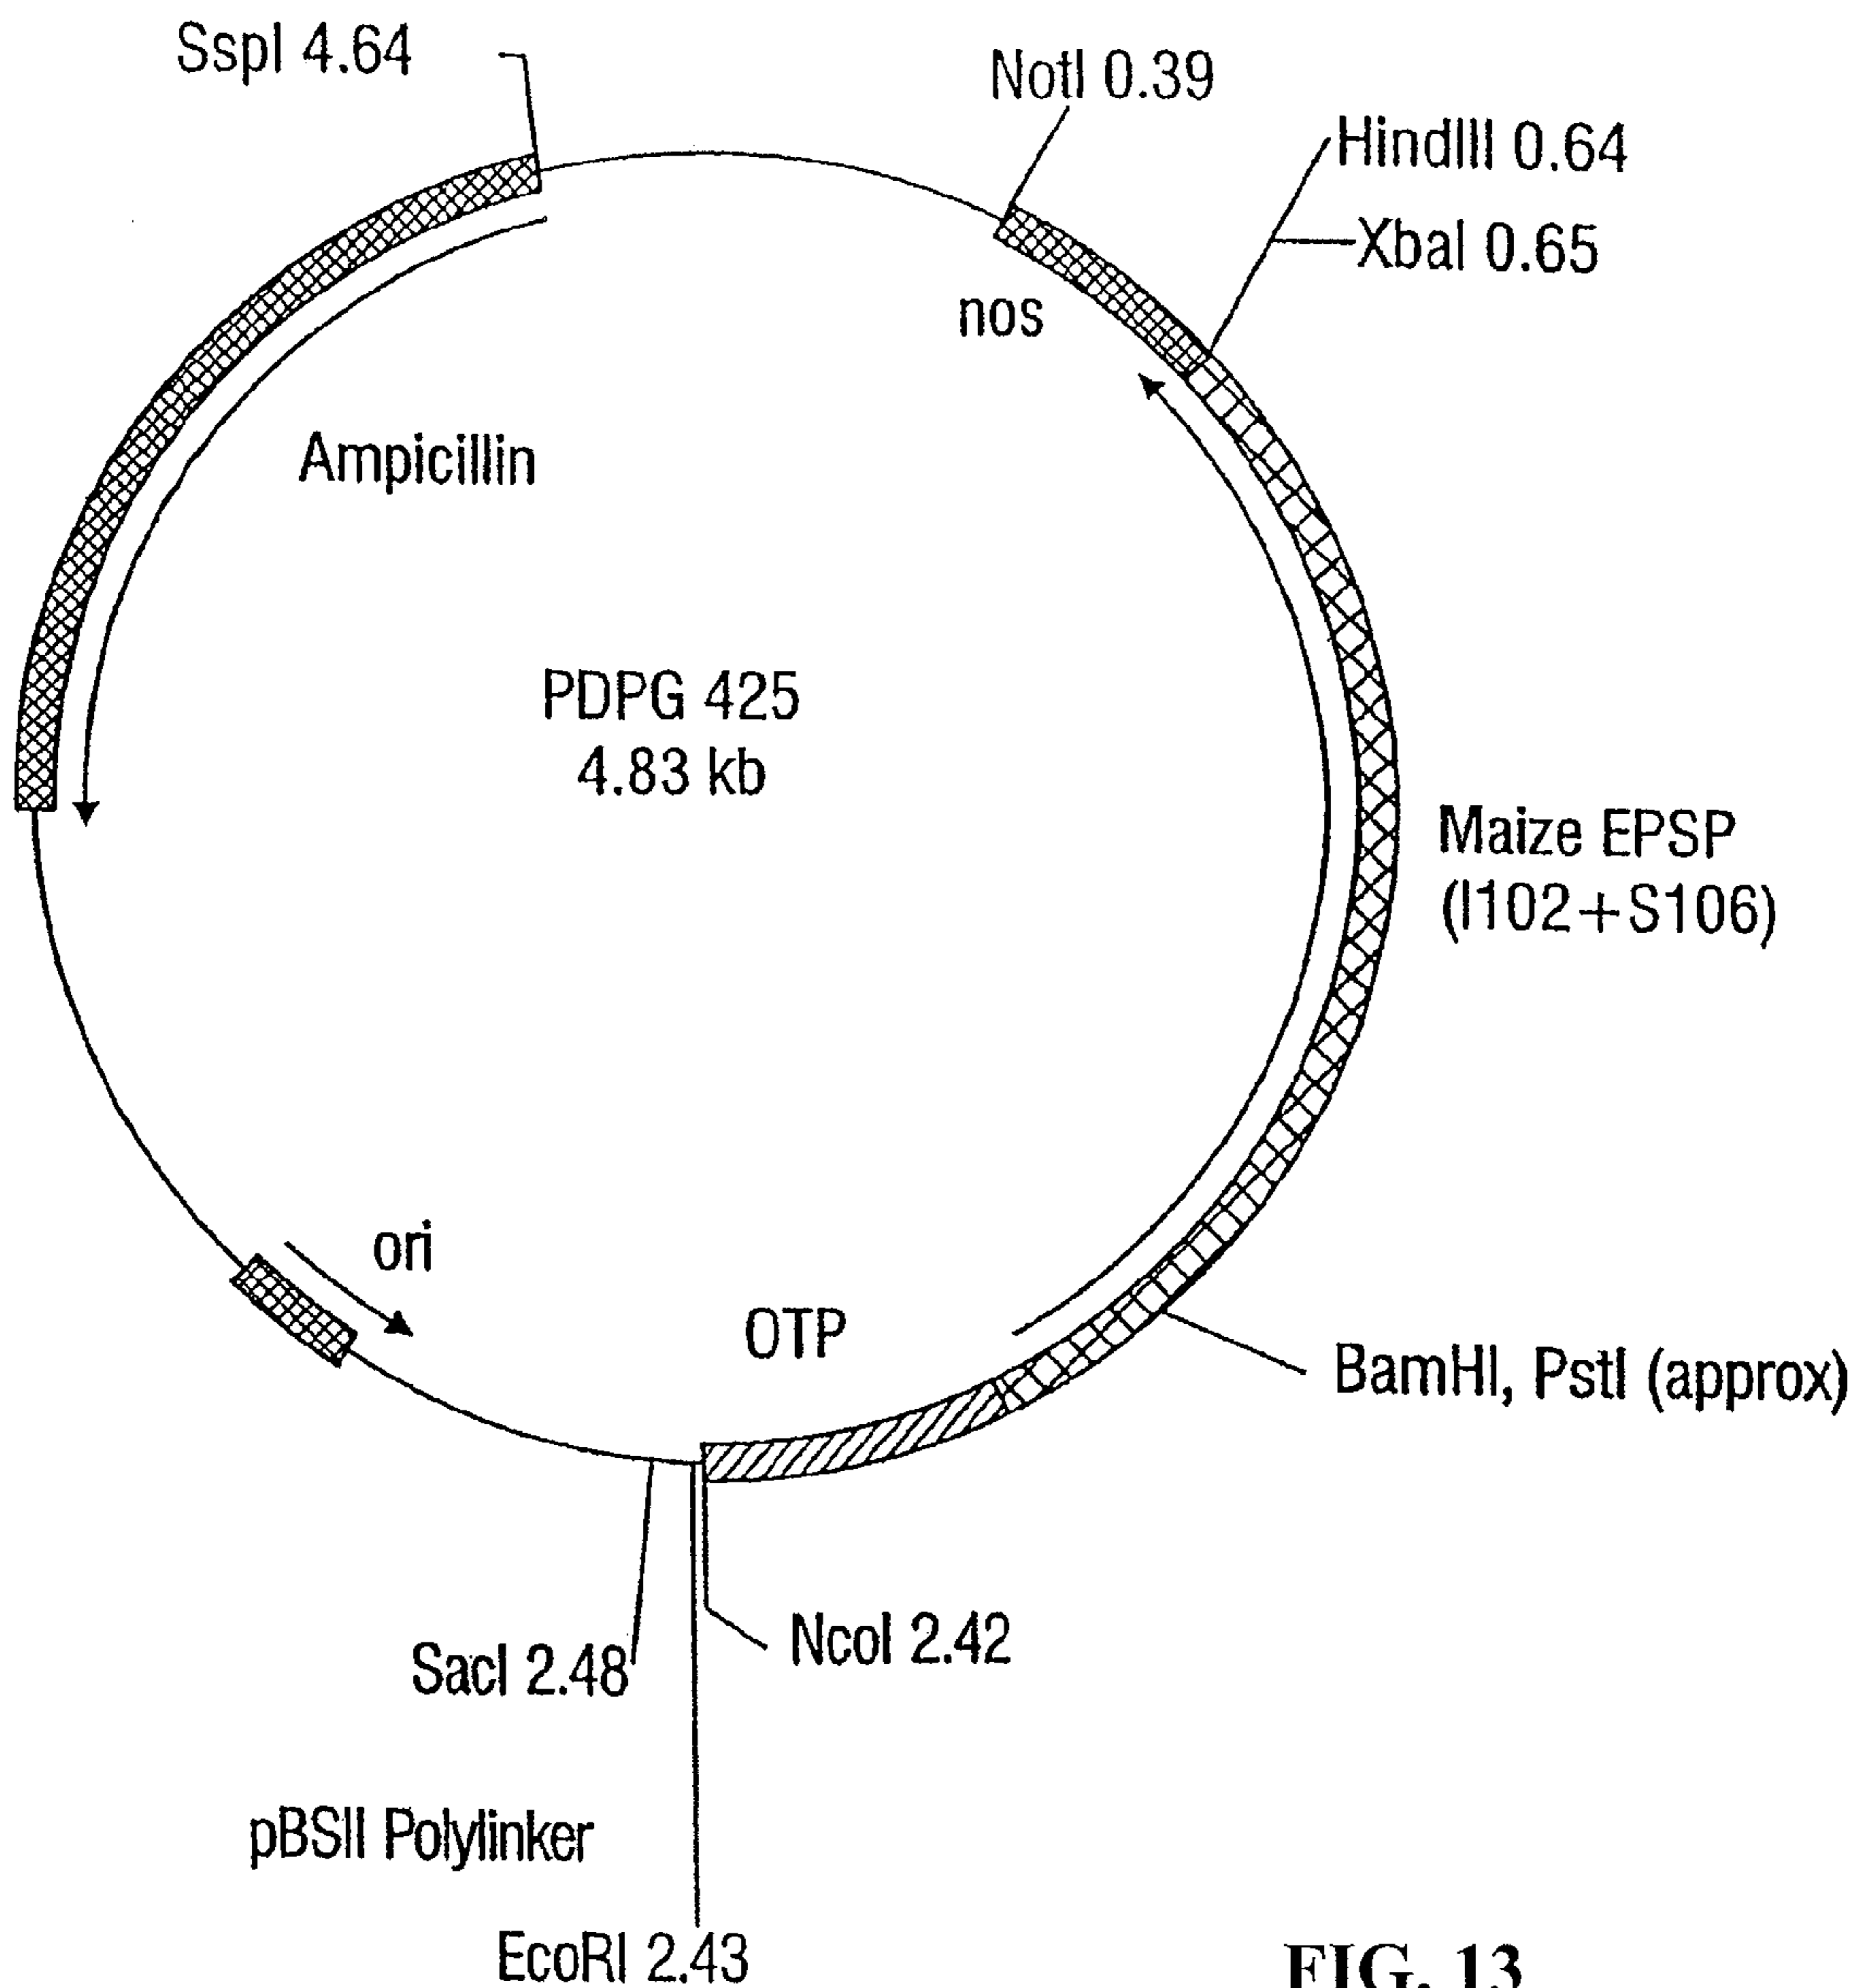 SspI 4.64
NotI 0.39
HindIII 0.64
XbaI 0.65
nos
Ampicillin
PDPG 425
4.83 kb
Maize EPSP
(I102+S106)
ori
OTP
BamHI, PstI (approx)
NcoI 2.42
SacI 2.48
pBSII Polylinker
EcoRI 2.43
FIG. 13